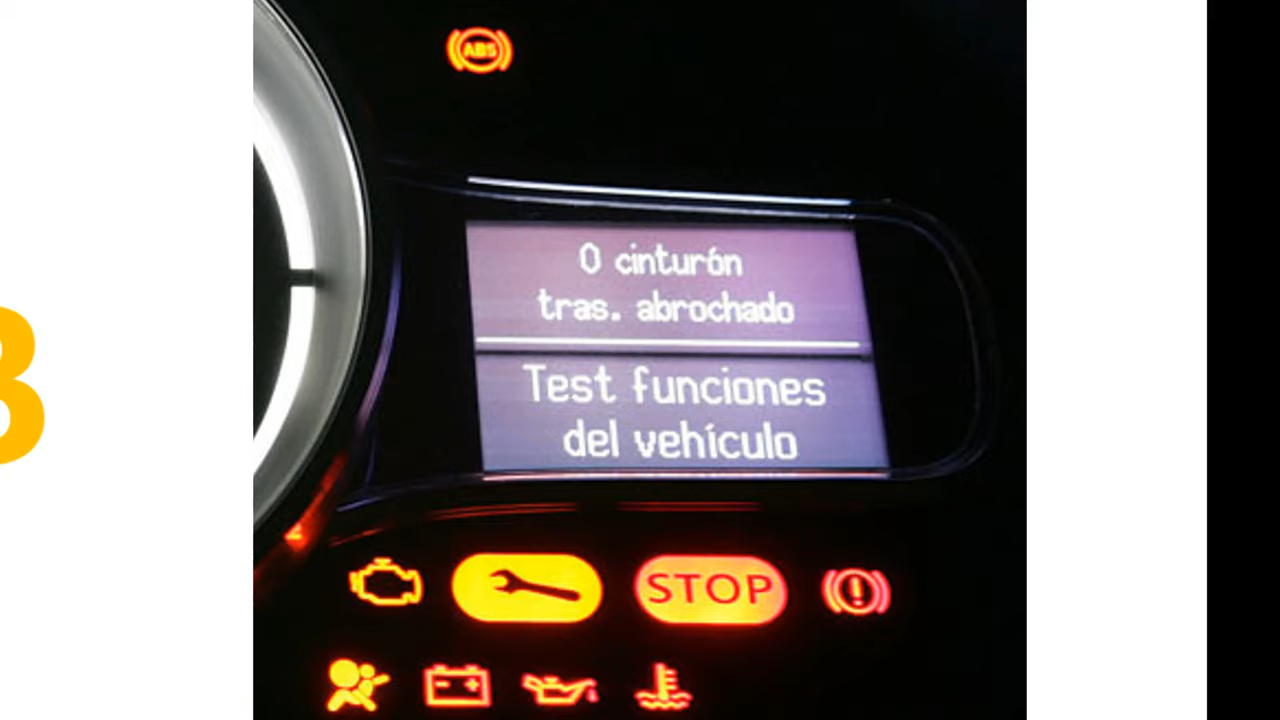 ABS
0 cinturón
tras. abrochado
Test funciones
del vehículo
STOP